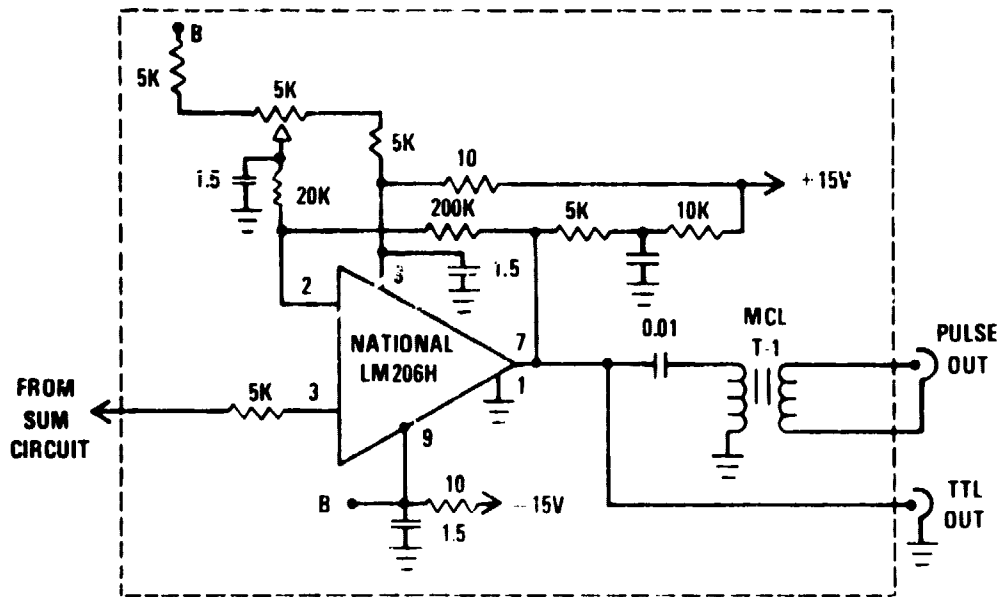 B
5K
5K
5K
10
+15V
1.5
20K
200K
5K
10K
1.5
2
NATIONAL
LM206H
7
1
0.01
MCL
T-1
PULSE
OUT
FROM
SUM
CIRCUIT
5K
3
9
B
10
-15V
1.5
TTL
OUT